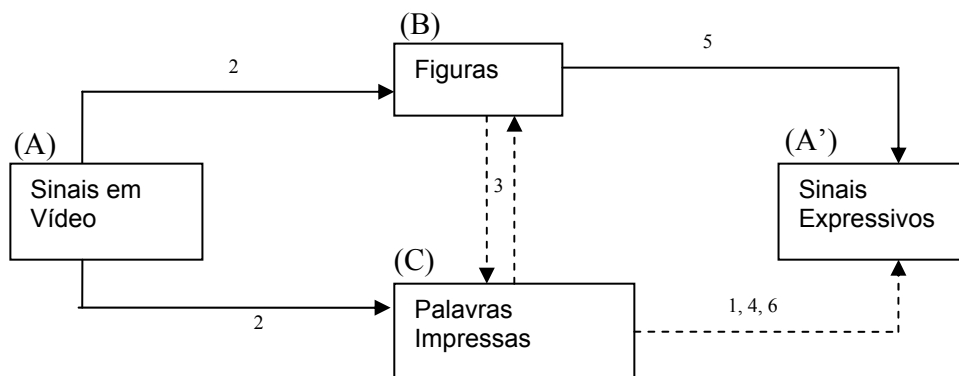 (B)
Figuras
2
5
(A)
Sinais em
Vídeo
(A’)
Sinais
Expressivos
3
(C)
Palavras
Impressas
2
1, 4, 6